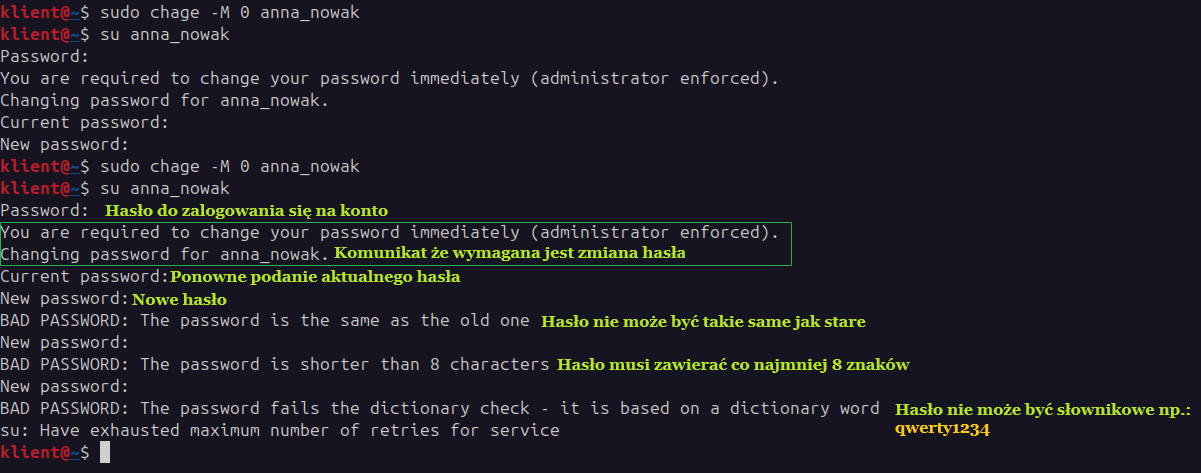 klient@~$ sudo chage -M 0 anna_nowak
klient@~$ su anna_nowak
Password:
You are required to change your password immediately (administrator enforced).
Changing password for anna_nowak.
Current password:
New password:
klient@~$ sudo chage -M 0 anna_nowak
klient@~$ su anna_nowak
Password: Hasło do zalogowania się na konto
You are required to change your password immediately (administrator enforced).
Changing password for anna_nowak. Komunikat że wymagana jest zmiana hasła
Current password: Ponowne podanie aktualnego hasła
New password: Nowe hasło
BAD PASSWORD: The password is the same as the old one Hasło nie może być takie same jak stare
New password:
BAD PASSWORD: The password is shorter than 8 characters Hasło musi zawierać co najmniej 8 znaków
New password:
BAD PASSWORD: The password fails the dictionary check - it is based on a dictionary word Hasło nie może być słownikowe np.:
su: Have exhausted maximum number of retries for service qwerty1234
klient@~$